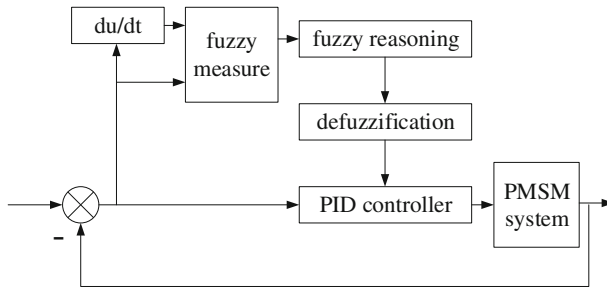 du/dt
fuzzy
measure
fuzzy reasoning
defuzzification
PID controller
PMSM
system
-